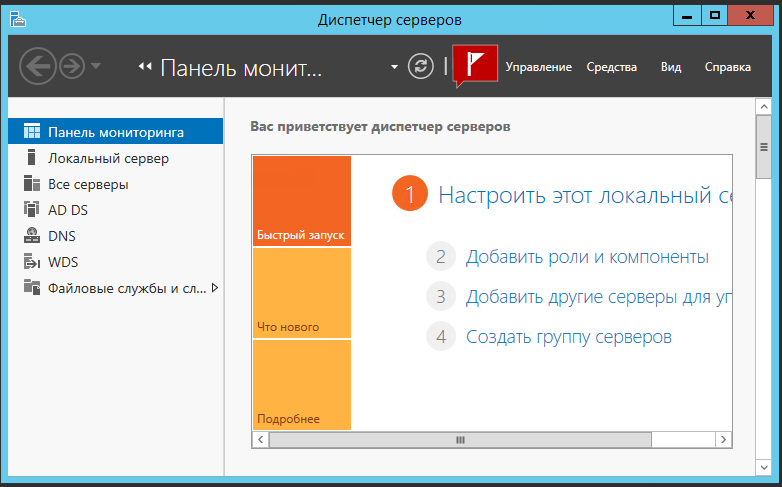 Диспетчер серверов
Панель монит...
Управление Средства Вид Справка
Панель мониторинга
Локальный сервер
Все серверы
AD DS
DNS
WDS
Файловые службы и сл...
Вас приветствует диспетчер серверов
Быстрый запуск
Что нового
Подробнее
1 Настроить этот локальный се
2 Добавить роли и компоненты
3 Добавить другие серверы для уп
4 Создать группу серверов